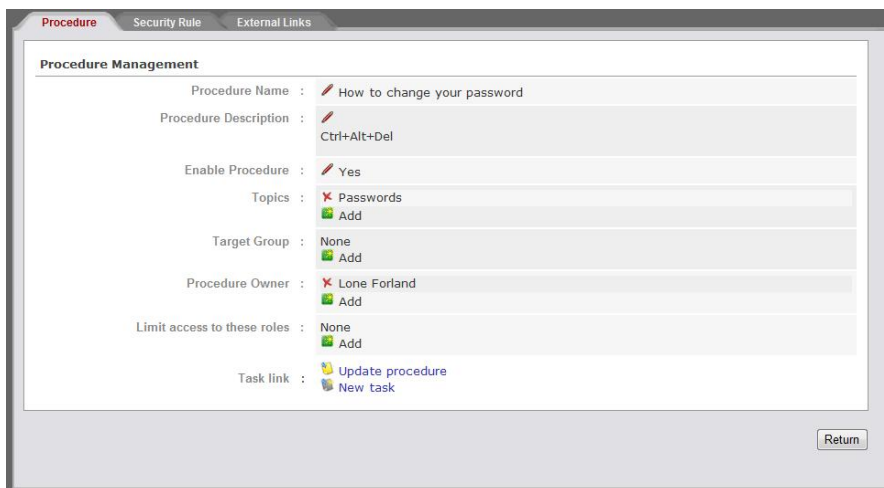 Procedure Security Rule External Links
Procedure Management
Procedure Name : How to change your password
Procedure Description :
Ctrl+Alt+Del
Enable Procedure : Yes
Topics : Passwords
Add
Target Group : None
Add
Procedure Owner : Lone Forland
Add
Limit access to these roles : None
Add
Task link : Update procedure
New task
Return